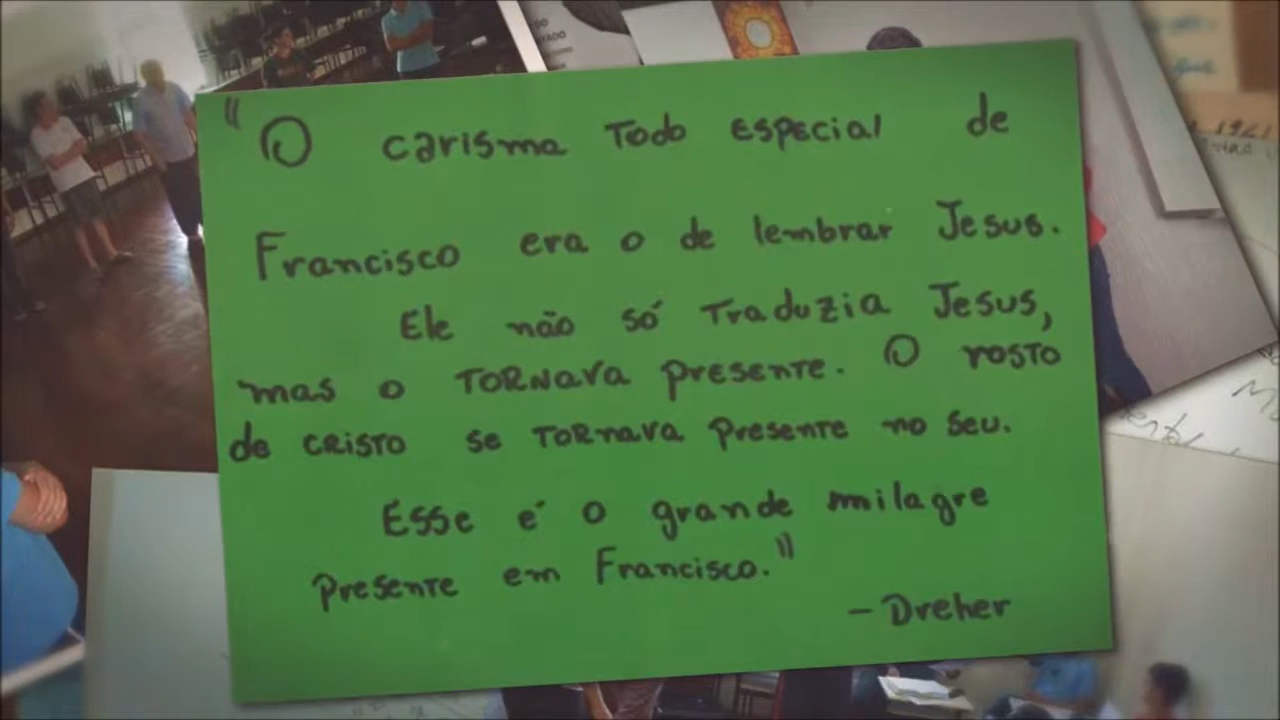 "O carisma todo especial de
Francisco era o de lembrar Jesus.
Ele não só traduzia Jesus,
mas o tornava presente. O rosto
de Cristo se tornava presente no seu.
Esse é o grande milagre
presente em Francisco."
- Dreher